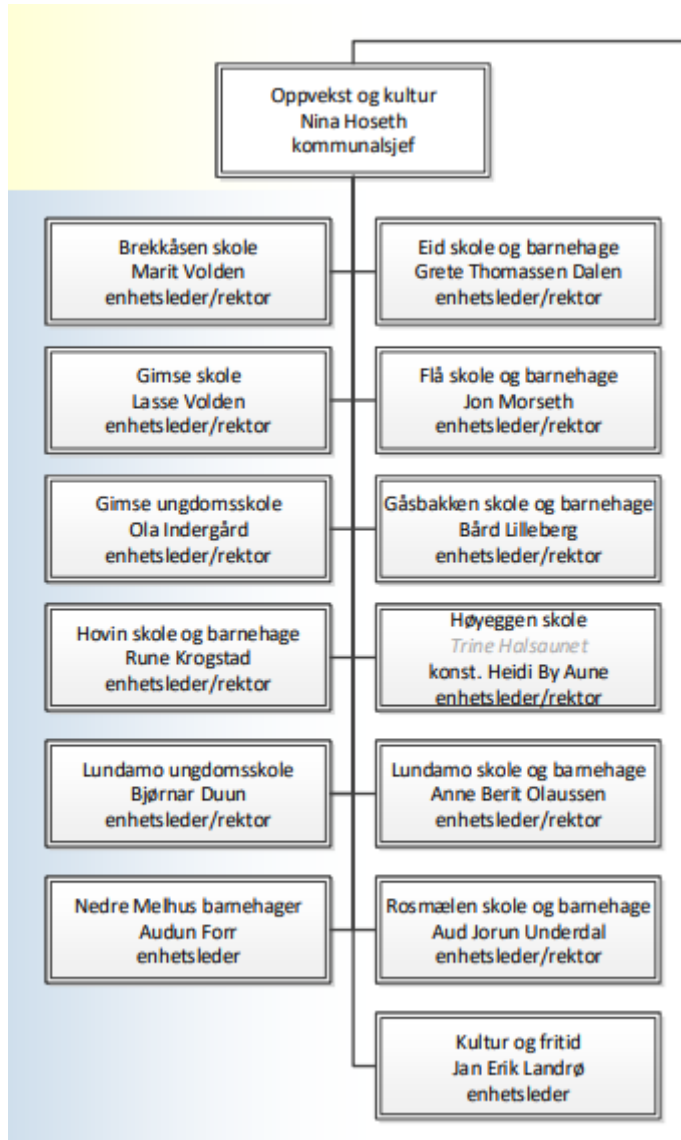 Oppvekst og kultur
Nina Hoseth
kommunalsjef
Brekkåsen skole
Marit Volden
enhetsleder/rektor
Eid skole og barnehage
Grete Thomassen Dalen
enhetsleder/rektor
Gimse skole
Lasse Volden
enhetsleder/rektor
Flå skole og barnehage
Jon Morseth
enhetsleder/rektor
Gimse ungdomsskole
Ola Indergård
enhetsleder/rektor
Gåsbakken skole og barnehage
Bård Lilleberg
enhetsleder/rektor
Hovin skole og barnehage
Rune Krogstad
enhetsleder/rektor
Høyeggen skole
Trine Halsaunet
konst. Heidi By Aune
enhetsleder/rektor
Lundamo ungdomsskole
Bjørnar Duun
enhetsleder/rektor
Lundamo skole og barnehage
Anne Berit Olaussen
enhetsleder/rektor
Nedre Melhus barnehager
Audun Forr
enhetsleder
Rosmælen skole og barnehage
Aud Jorun Underdal
enhetsleder/rektor
Kultur og fritid
Jan Erik Landrø
enhetsleder